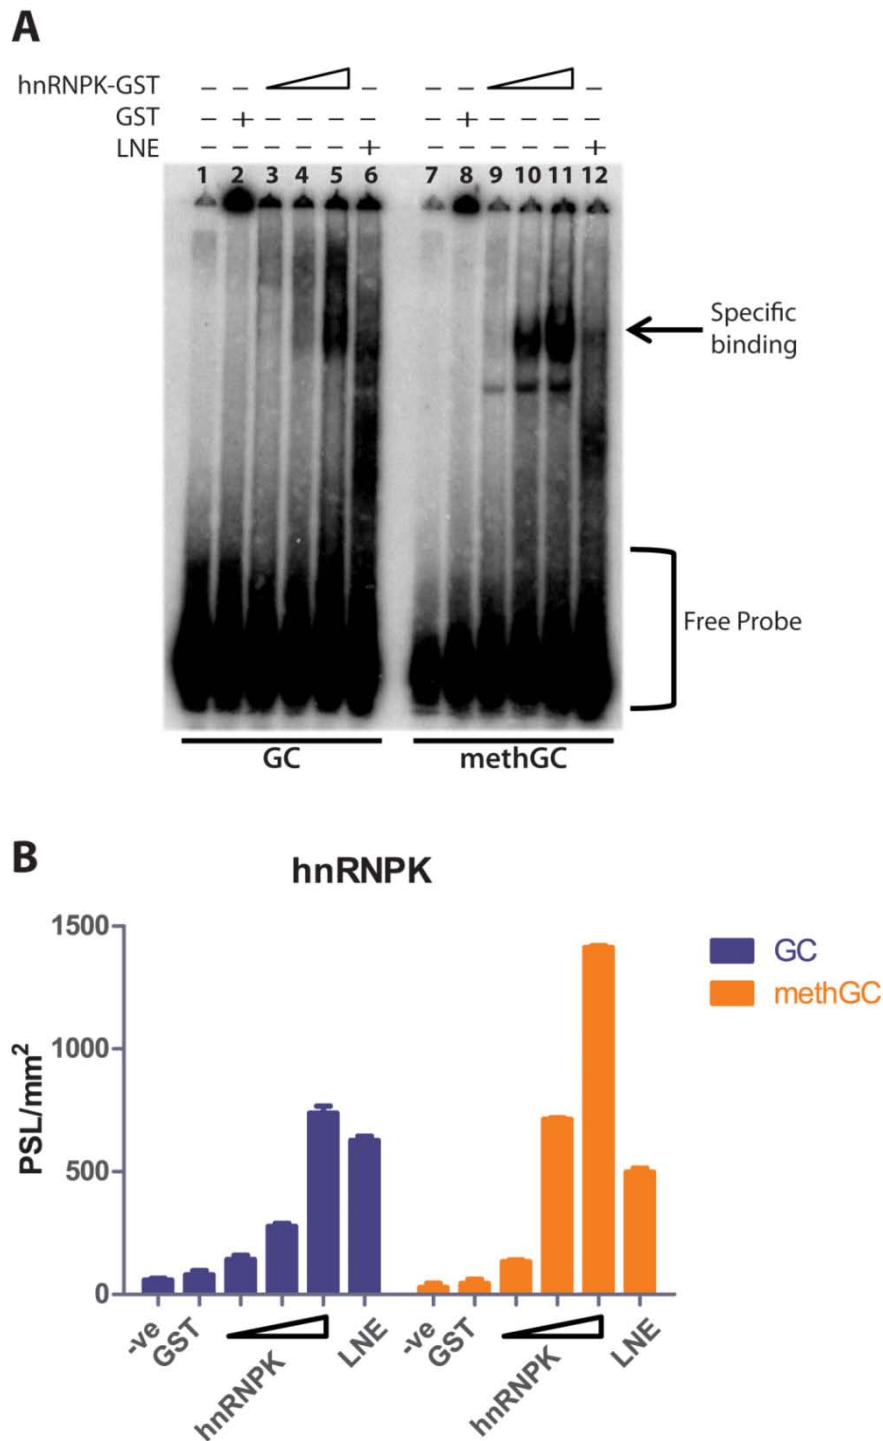 A
hnRNPK-GST – – – – –
GST – + – – – – – + – – – –
LNE – – – – – + – – – – – +
1 2 3 4 5 6 7 8 9 10 11 12
Specific
binding
Free Probe
GC methGC
B
hnRNPK
1500
1000
500
0
PSL/mm²
GC
methGC
-ve GST hnRNPK LNE -ve GST hnRNPK LNE